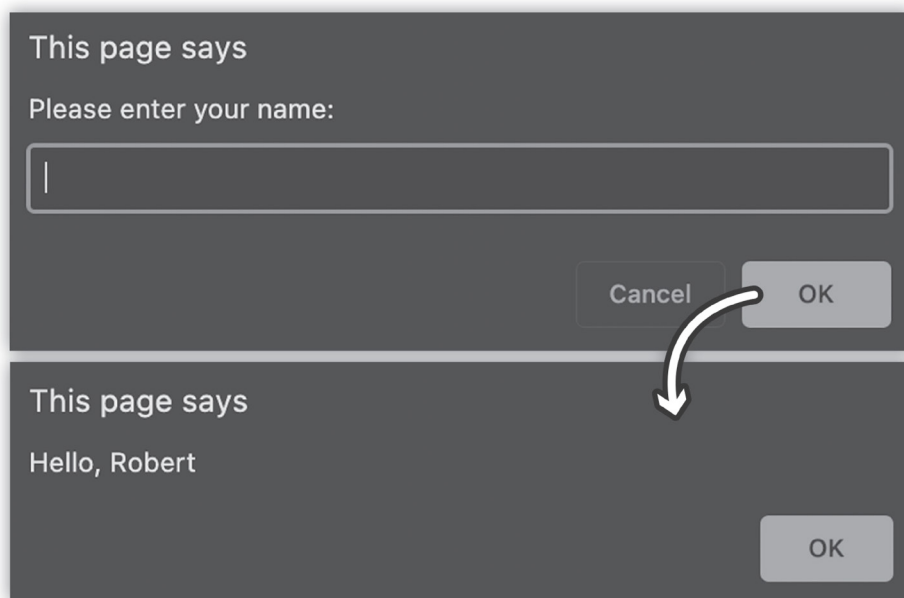 This page says
Please enter your name:
Cancel OK
This page says
Hello, Robert
OK